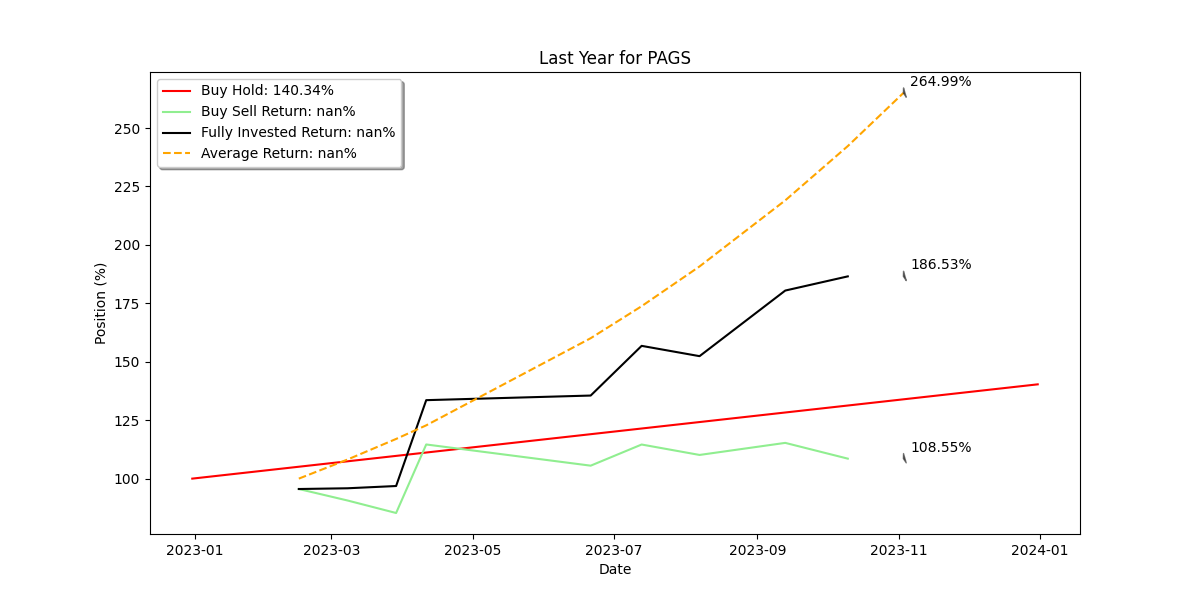 Last Year for PAGS
Buy Hold: 140.34%
Buy Sell Return: nan%
Fully Invested Return: nan%
Average Return: nan%
264.99%
186.53%
108.55%
Position (%)
250
225
200
175
150
125
100
2023-01
2023-03
2023-05
2023-07
2023-09
2023-11
2024-01
Date